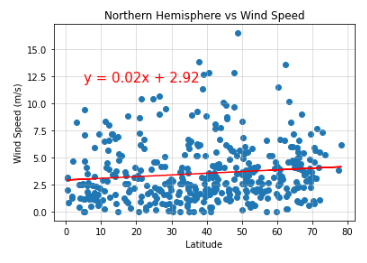 Northern Hemisphere vs Wind Speed
y = 0.02x + 2.92
Wind Speed (m/s)
15.0
12.5
10.0
7.5
5.0
2.5
0.0
0 10 20 30 40 50 60 70 80
Latitude